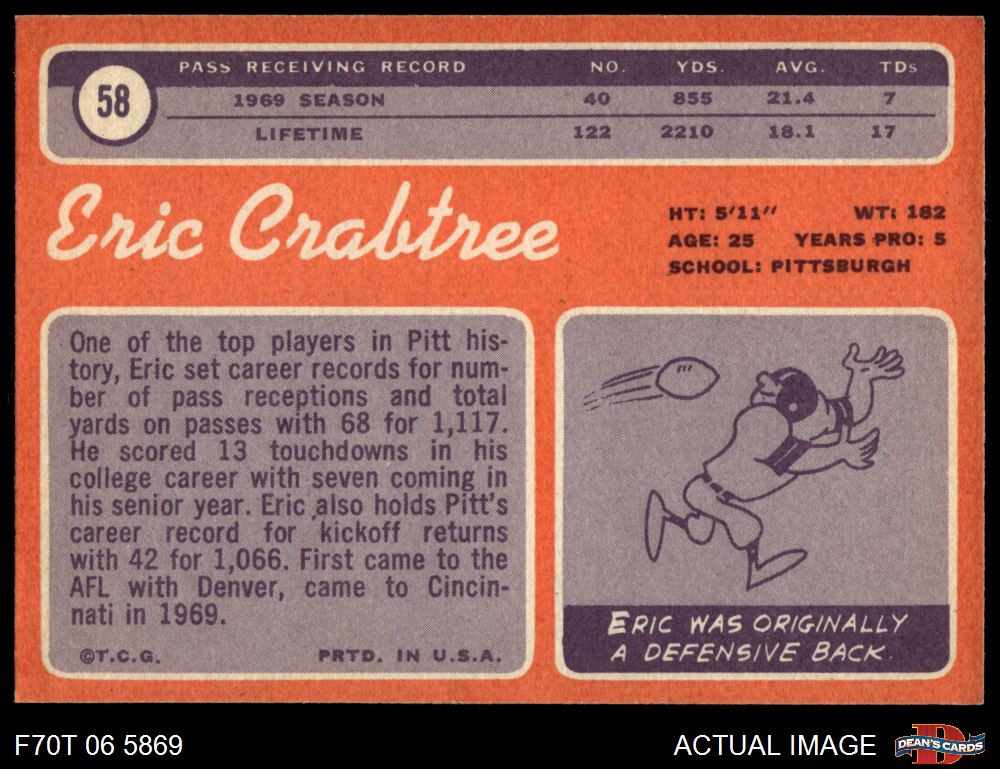 58
PASS RECEIVING RECORD NO. YDS. AVG. TDs
1969 SEASON 40 855 21.4 7
LIFETIME 122 2210 18.1 17
Eric Crabtree
HT: 5'11" WT: 182
AGE: 25 YEARS PRO: 5
SCHOOL: PITTSBURGH
One of the top players in Pitt his-
tory, Eric set career records for num-
ber of pass receptions and total
yards on passes with 68 for 1,117.
He scored 13 touchdowns in his
college career with seven coming in
his senior year. Eric also holds Pitt's
career record for kickoff returns
with 42 for 1,066. First came to the
AFL with Denver, came to Cincin-
nati in 1969.
©T.C.G. PRTD. IN U.S.A.
ERIC WAS ORIGINALLY
A DEFENSIVE BACK.
F70T 06 5869
ACTUAL IMAGE
D
DEAN'S CARDS